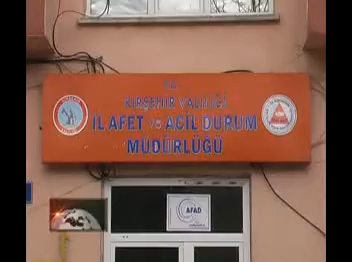 T.C.
KIRŞEHİR VALİLİĞİ
İL AFET ve ACİL DURUM
MÜDÜRLÜĞÜ
AFAD